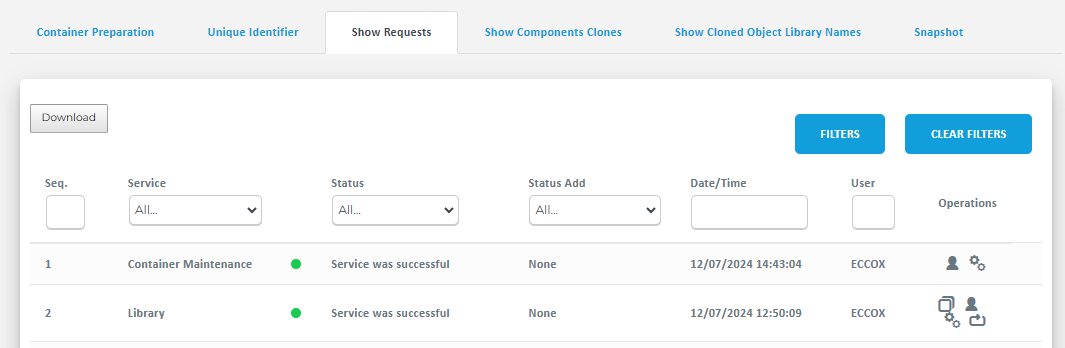 Container Preparation Unique Identifier Show Requests Show Components Clones Show Cloned Object Library Names Snapshot
Download
FILTERS CLEAR FILTERS
Seq. Service Status Status Add Date/Time User Operations
All... All... All...
1 Container Maintenance Service was successful None 12/07/2024 14:43:04 ECCOX
2 Library Service was successful None 12/07/2024 12:50:09 ECCOX